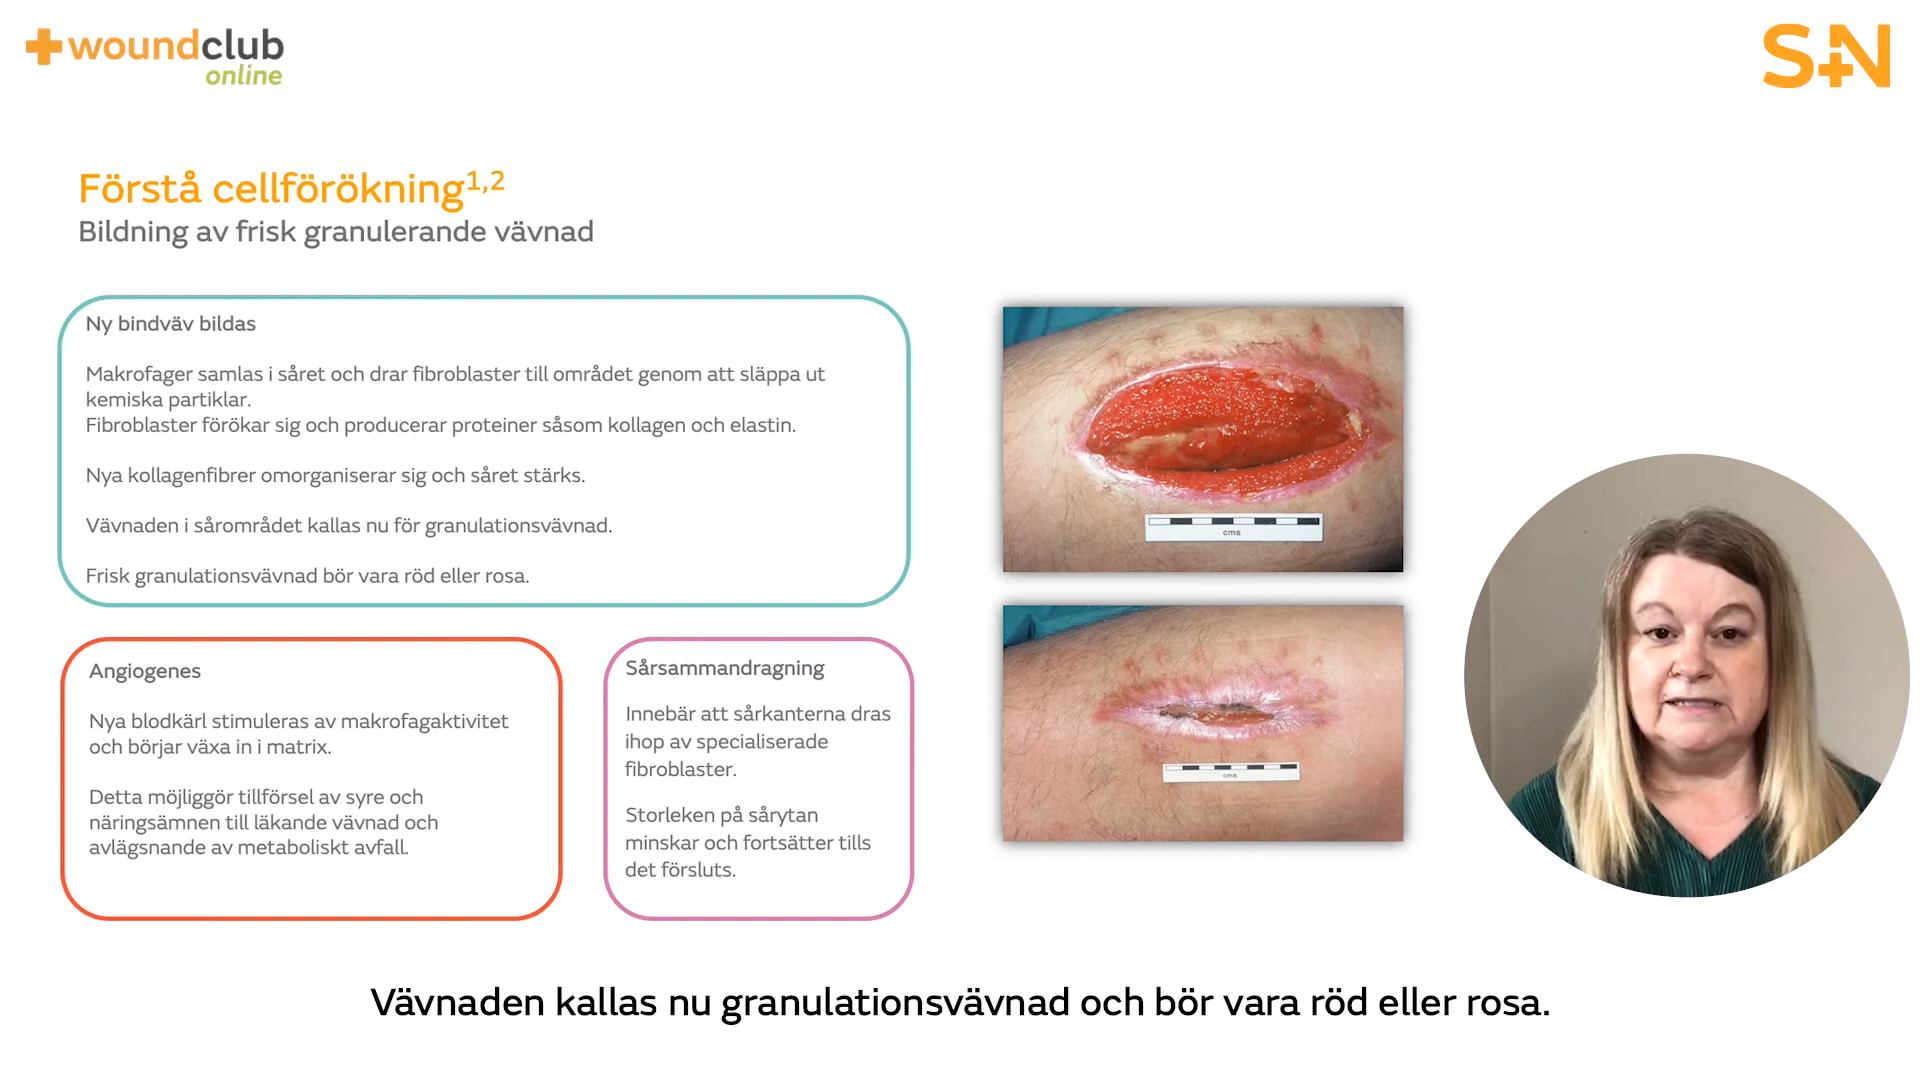 woundclub
online
S+N
Förstå cellförökning1,2
Bildning av frisk granulerande vävnad
Ny bindväv bildas
Makrofager samlas i såret och drar fibroblaster till området genom att släppa ut
kemiska partiklar.
Fibroblaster förökar sig och producerar proteiner såsom kollagen och elastin.
Nya kollagenfibrer omorganiserar sig och såret stärks.
Vävnaden i sårområdet kallas nu för granulationsvävnad.
Frisk granulationsvävnad bör vara röd eller rosa.
Angiogenes
Nya blodkärl stimuleras av makrofagaktivitet
och börjar växa in i matrix.
Detta möjliggör tillförsel av syre och
näringsämnen till läkande vävnad och
avlägsnande av metaboliskt avfall.
Sårsammandragning
Innebär att sårkanterna dras
ihop av specialiserade
fibroblaster.
Storleken på sårytan
minskar och fortsätter tills
det försluts.
cms
cms
Vävnaden kallas nu granulationsvävnad och bör vara röd eller rosa.